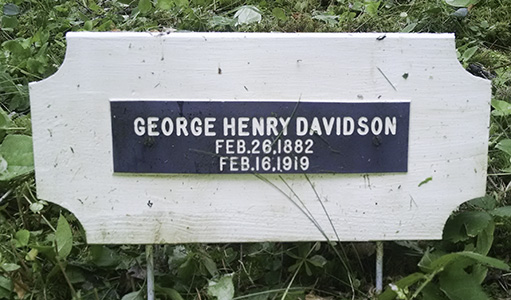 GEORGE HENRY DAVIDSON
FEB.26,1882
FEB.16,1919